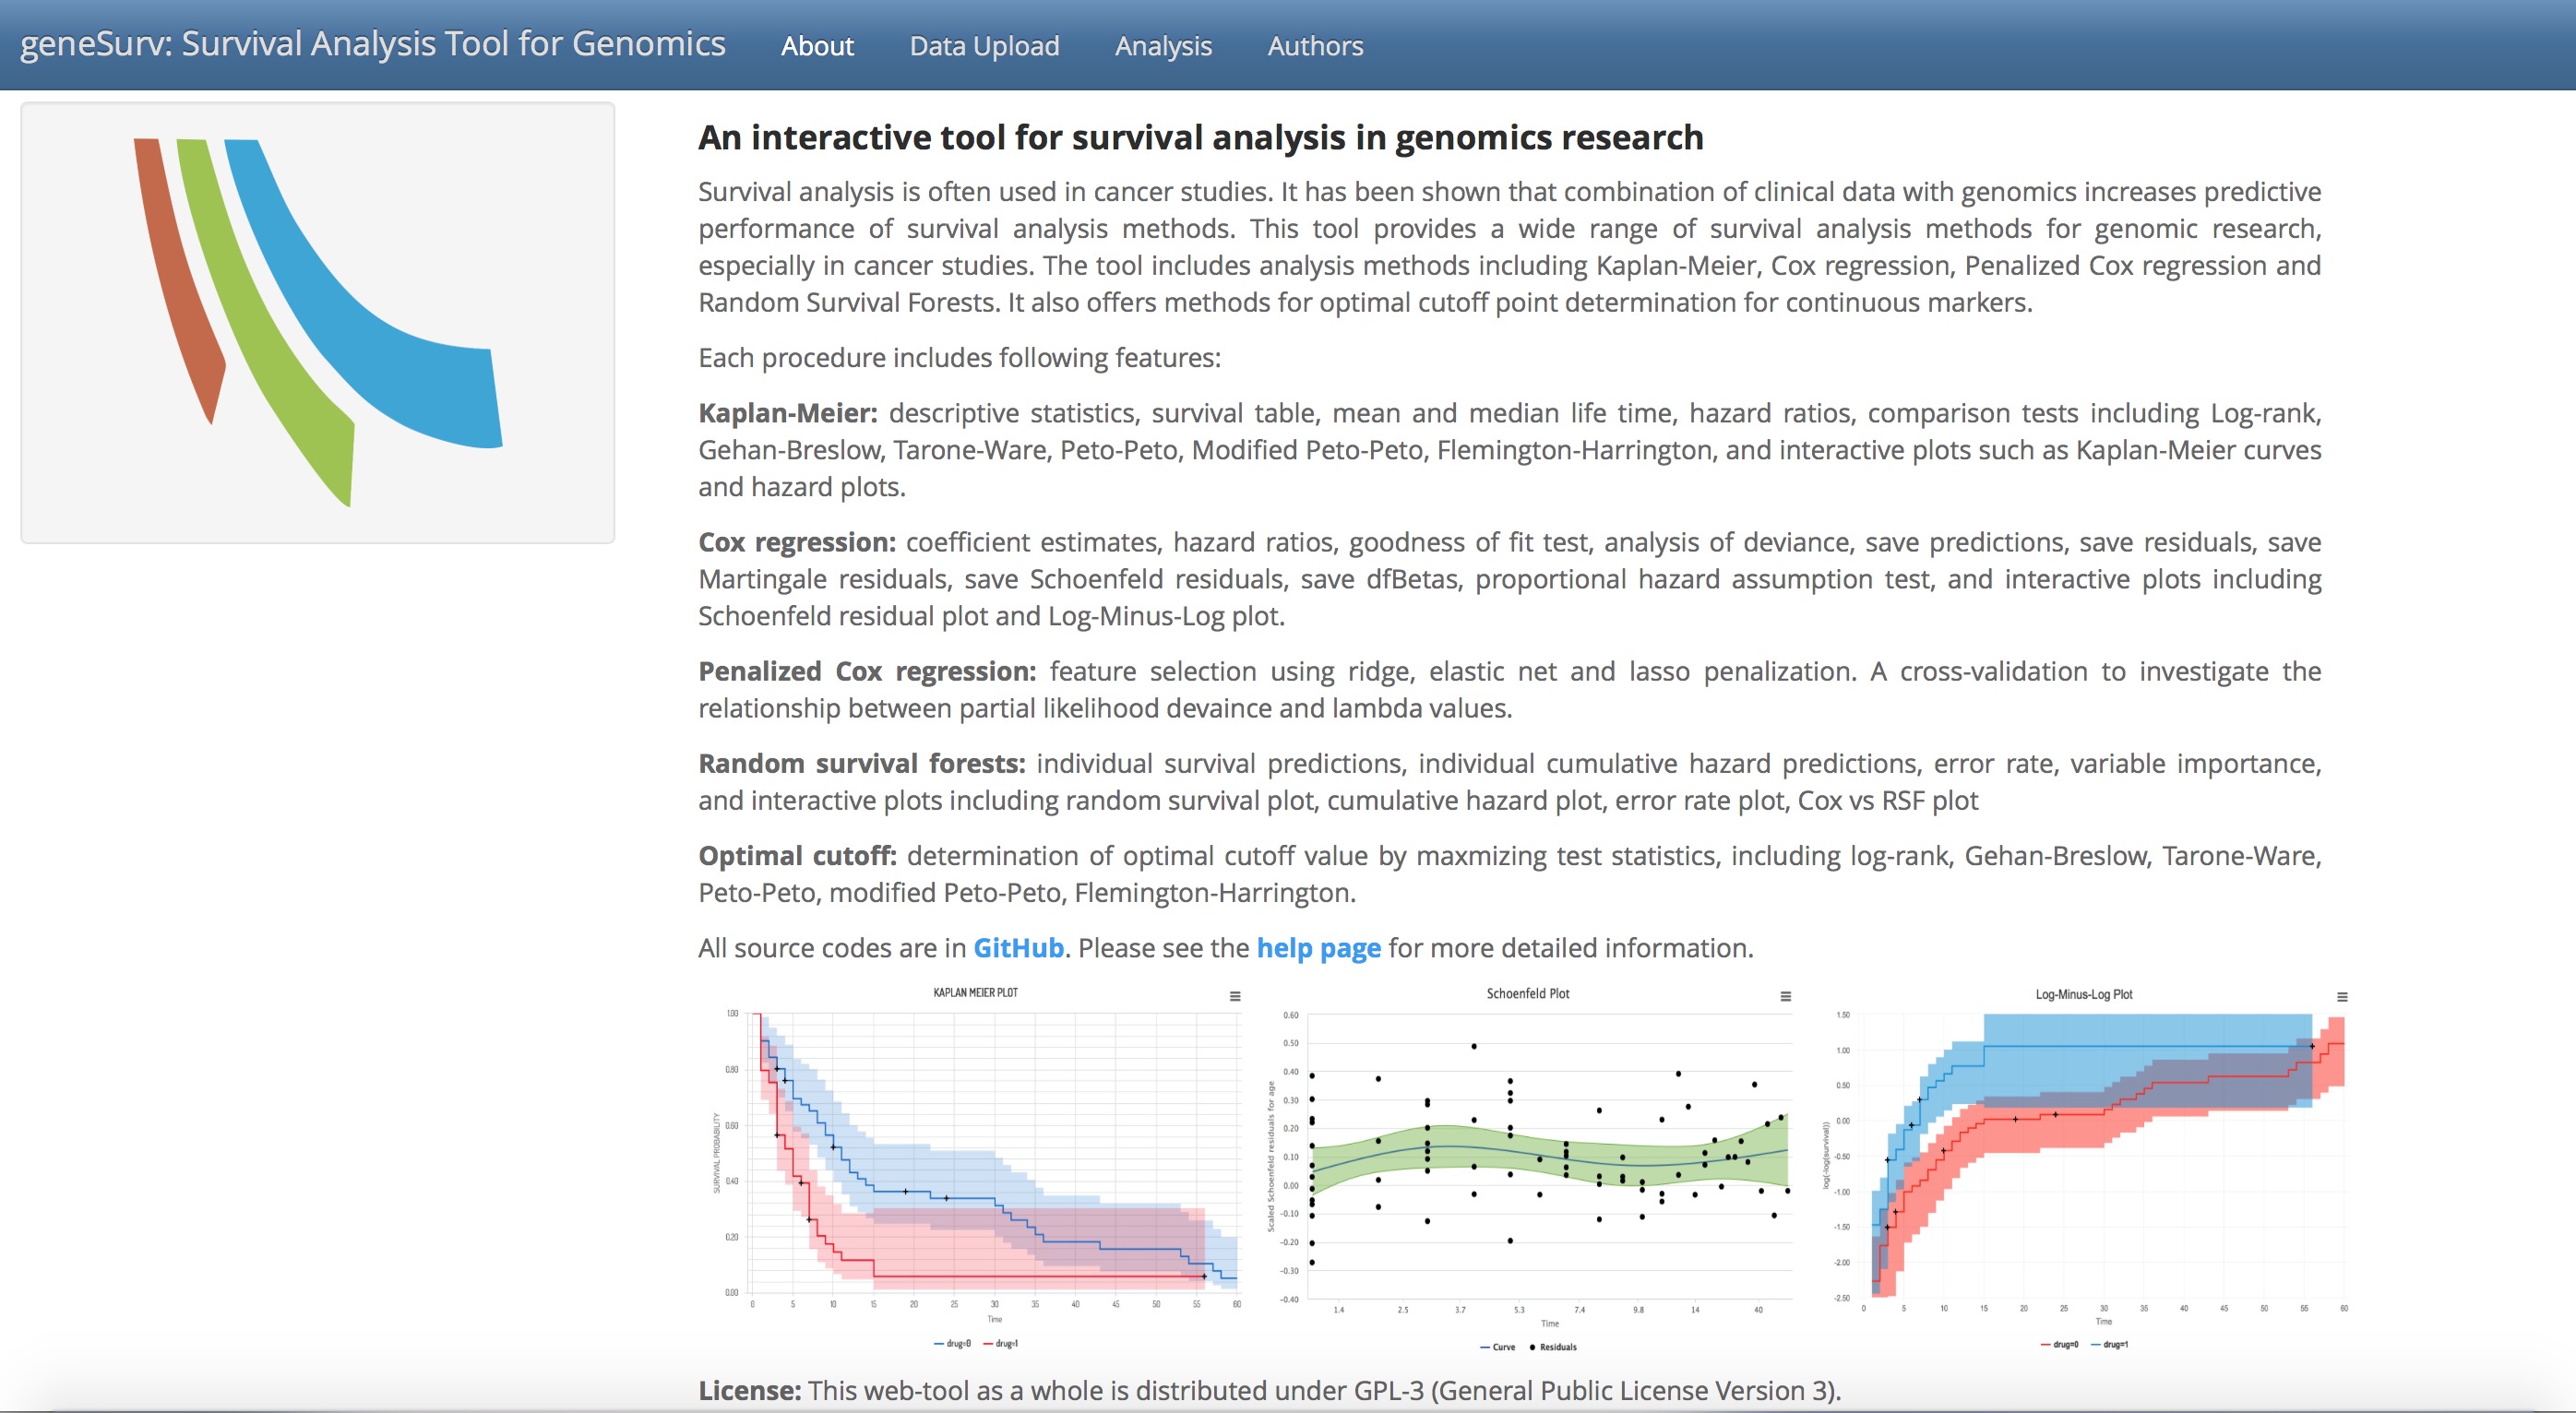 geneSurv: Survival Analysis Tool for Genomics About Data Upload Analysis Authors
An interactive tool for survival analysis in genomics research
Survival analysis is often used in cancer studies. It has been shown that combination of clinical data with genomics increases predictive
performance of survival analysis methods. This tool provides a wide range of survival analysis methods for genomic research,
especially in cancer studies. The tool includes analysis methods including Kaplan-Meier, Cox regression, Penalized Cox regression and
Random Survival Forests. It also offers methods for optimal cutoff point determination for continuous markers.
Each procedure includes following features:
Kaplan-Meier: descriptive statistics, survival table, mean and median life time, hazard ratios, comparison tests including Log-rank,
Gehan-Breslow, Tarone-Ware, Peto-Peto, Modified Peto-Peto, Flemington-Harrington, and interactive plots such as Kaplan-Meier curves
and hazard plots.
Cox regression: coefficient estimates, hazard ratios, goodness of fit test, analysis of deviance, save predictions, save residuals, save
Martingale residuals, save Schoenfeld residuals, save dfBetas, proportional hazard assumption test, and interactive plots including
Schoenfeld residual plot and Log-Minus-Log plot.
Penalized Cox regression: feature selection using ridge, elastic net and lasso penalization. A cross-validation to investigate the
relationship between partial likelihood devaince and lambda values.
Random survival forests: individual survival predictions, individual cumulative hazard predictions, error rate, variable importance,
and interactive plots including random survival plot, cumulative hazard plot, error rate plot, Cox vs RSF plot
Optimal cutoff: determination of optimal cutoff value by maxmizing test statistics, including log-rank, Gehan-Breslow, Tarone-Ware,
Peto-Peto, modified Peto-Peto, Flemington-Harrington.
All source codes are in GitHub. Please see the help page for more detailed information.
KAPLAN MEIER PLOT
SURVIVAL PROBABILITY
1.00
0.80
0.60
0.40
0.20
0.00
0 5 10 15 20 25 30 35 40 45 50 55 60
Time
drug=0 drug=1
Schoenfeld Plot
Scaled Schoenfeld residuals for age
0.60
0.50
0.40
0.30
0.20
0.10
0.00
-0.10
-0.20
-0.30
-0.40
1.4 2.5 3.7 5.3 7.4 9.8 14 40
Time
Curve Residuals
Log-Minus-Log Plot
log(-log(survival))
1.50
1.00
0.50
0.00
-0.50
-1.00
-1.50
-2.00
-2.50
0 5 10 15 20 25 30 35 40 45 50 55 60
Time
drug=0 drug=1
License: This web-tool as a whole is distributed under GPL-3 (General Public License Version 3).